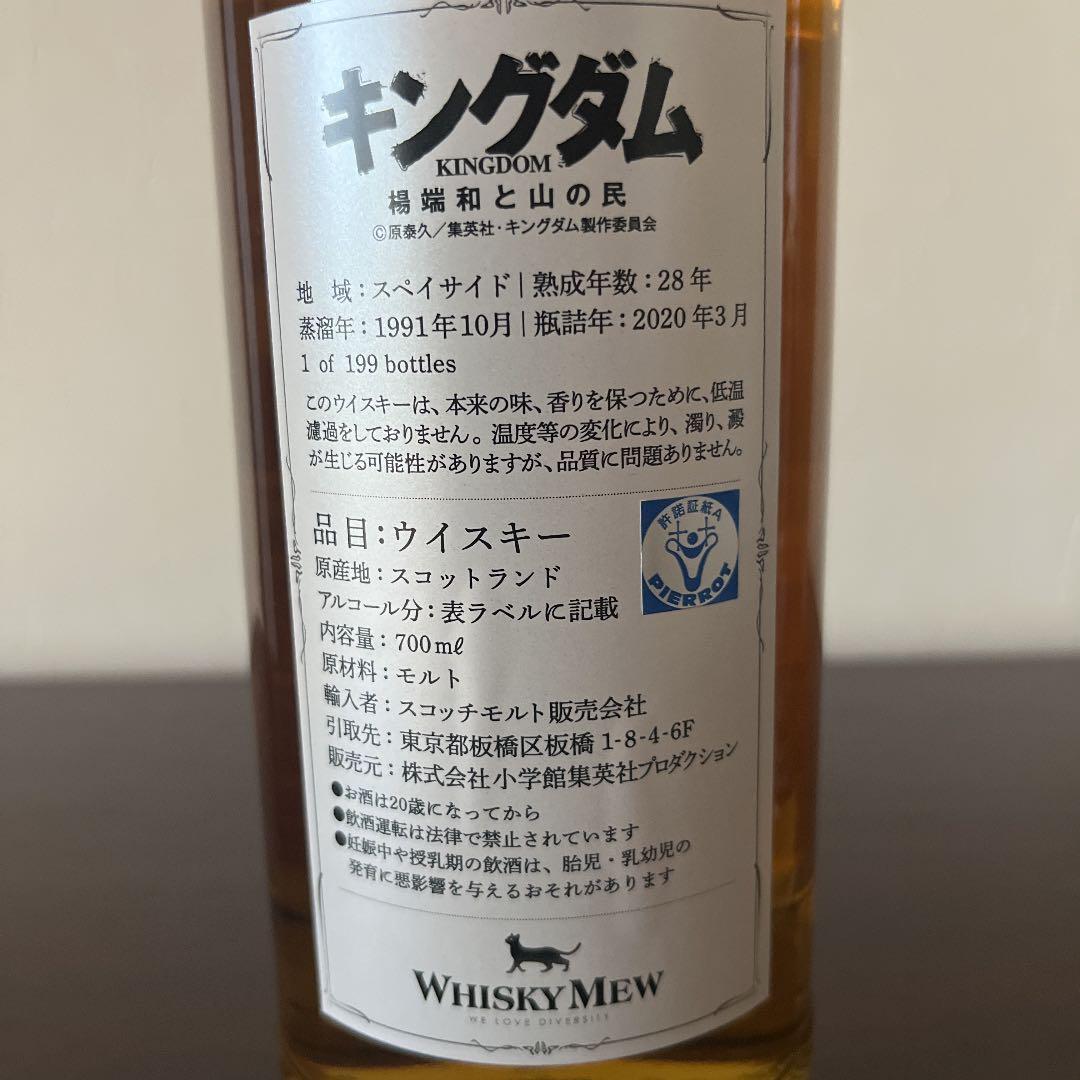 キングダム
KINGDOM
楊端和と山の民
©原泰久／集英社・キングダム製作委員会
地 域：スペイサイド | 熟成年数：28年
蒸溜年：1991年10月 | 瓶詰年：2020年3月
1 of 199 bottles
このウイスキーは、本来の味、香りを保つために、低温
濾過をしておりません。温度等の変化により、濁り、澱
が生じる可能性がありますが、品質に問題ありません。
許諾証紙A
PIERROT
品目：ウイスキー
原産地：スコットランド
アルコール分：表ラベルに記載
内容量：700mℓ
原材料：モルト
輸入者：スコッチモルト販売会社
引取先：東京都板橋区板橋1-8-4-6F
販売元：株式会社小学館集英社プロダクション
●お酒は20歳になってから
●飲酒運転は法律で禁止されています
●妊娠中や授乳期の飲酒は、胎児・乳幼児の
発育に悪影響を与えるおそれがあります
WHISKY MEW
WE LOVE DIVERSITY